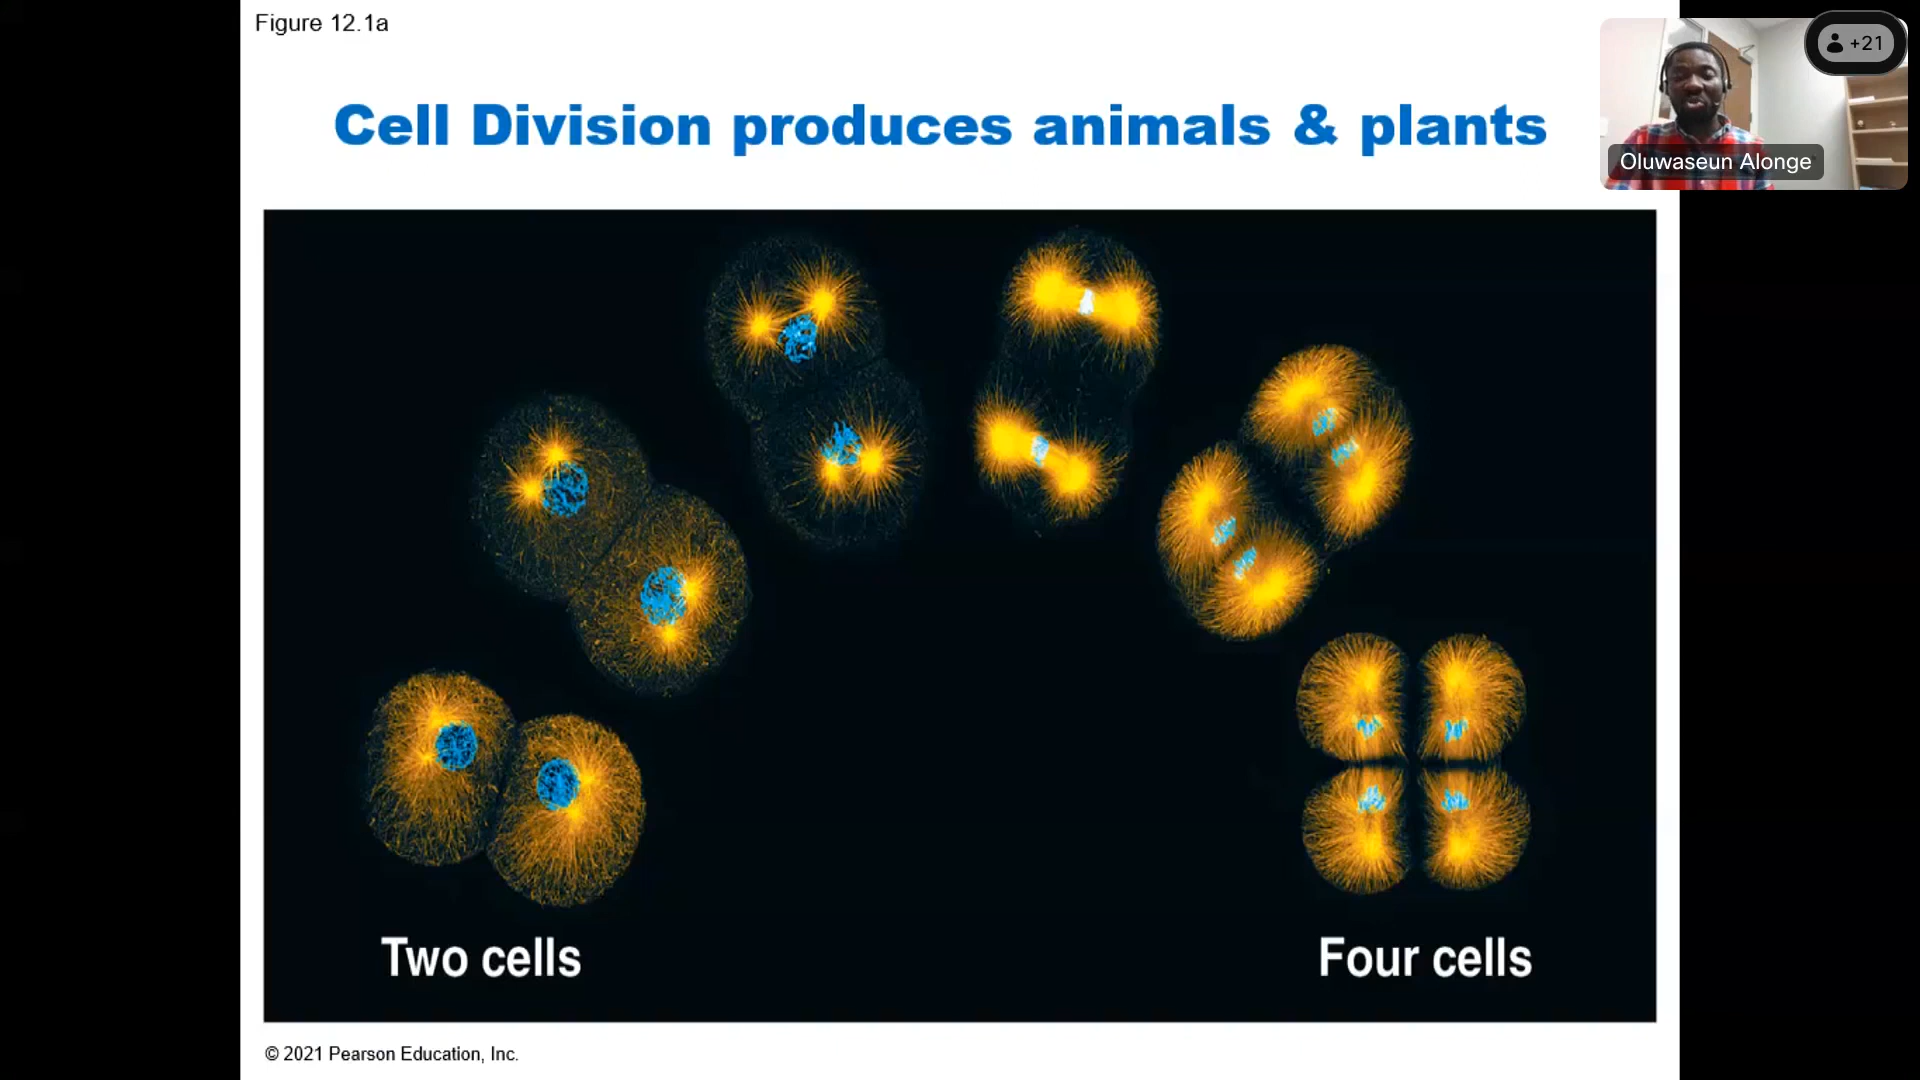 Figure 12.1a
+21
Cell Division produces animals & plants
Oluwaseun Alonge
Two cells
Four cells
© 2021 Pearson Education, Inc.